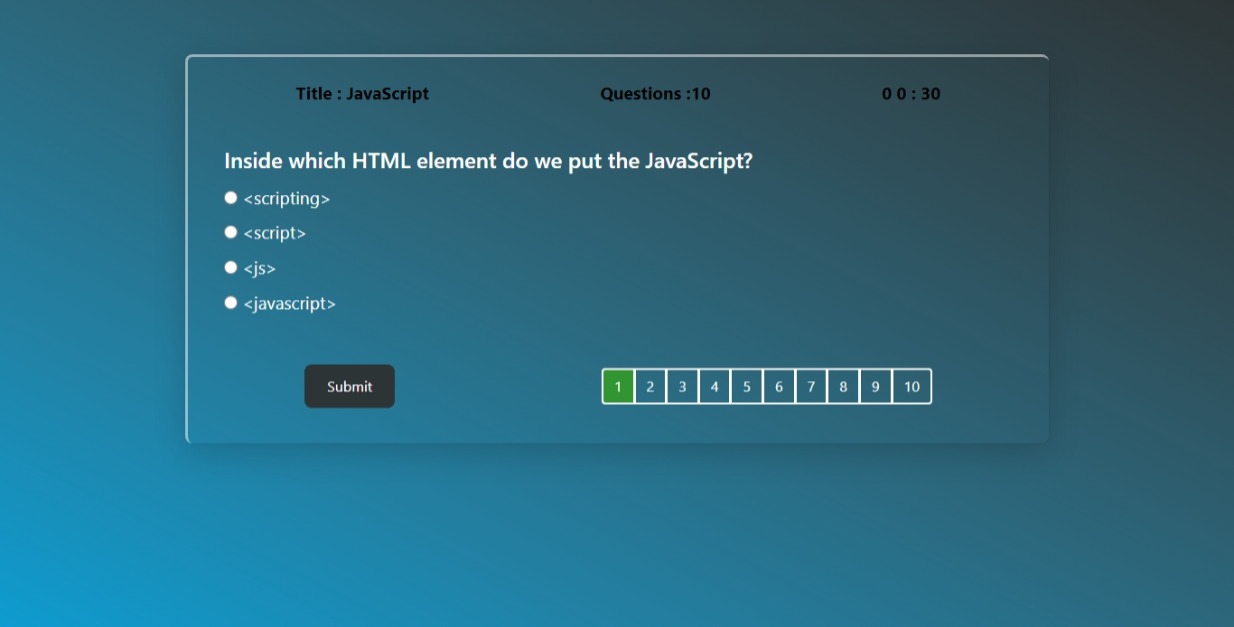 Title : JavaScript Questions :10 0 0 : 30
Inside which HTML element do we put the JavaScript?
<scripting>
<script>
<js>
<javascript>
Submit 1 2 3 4 5 6 7 8 9 10